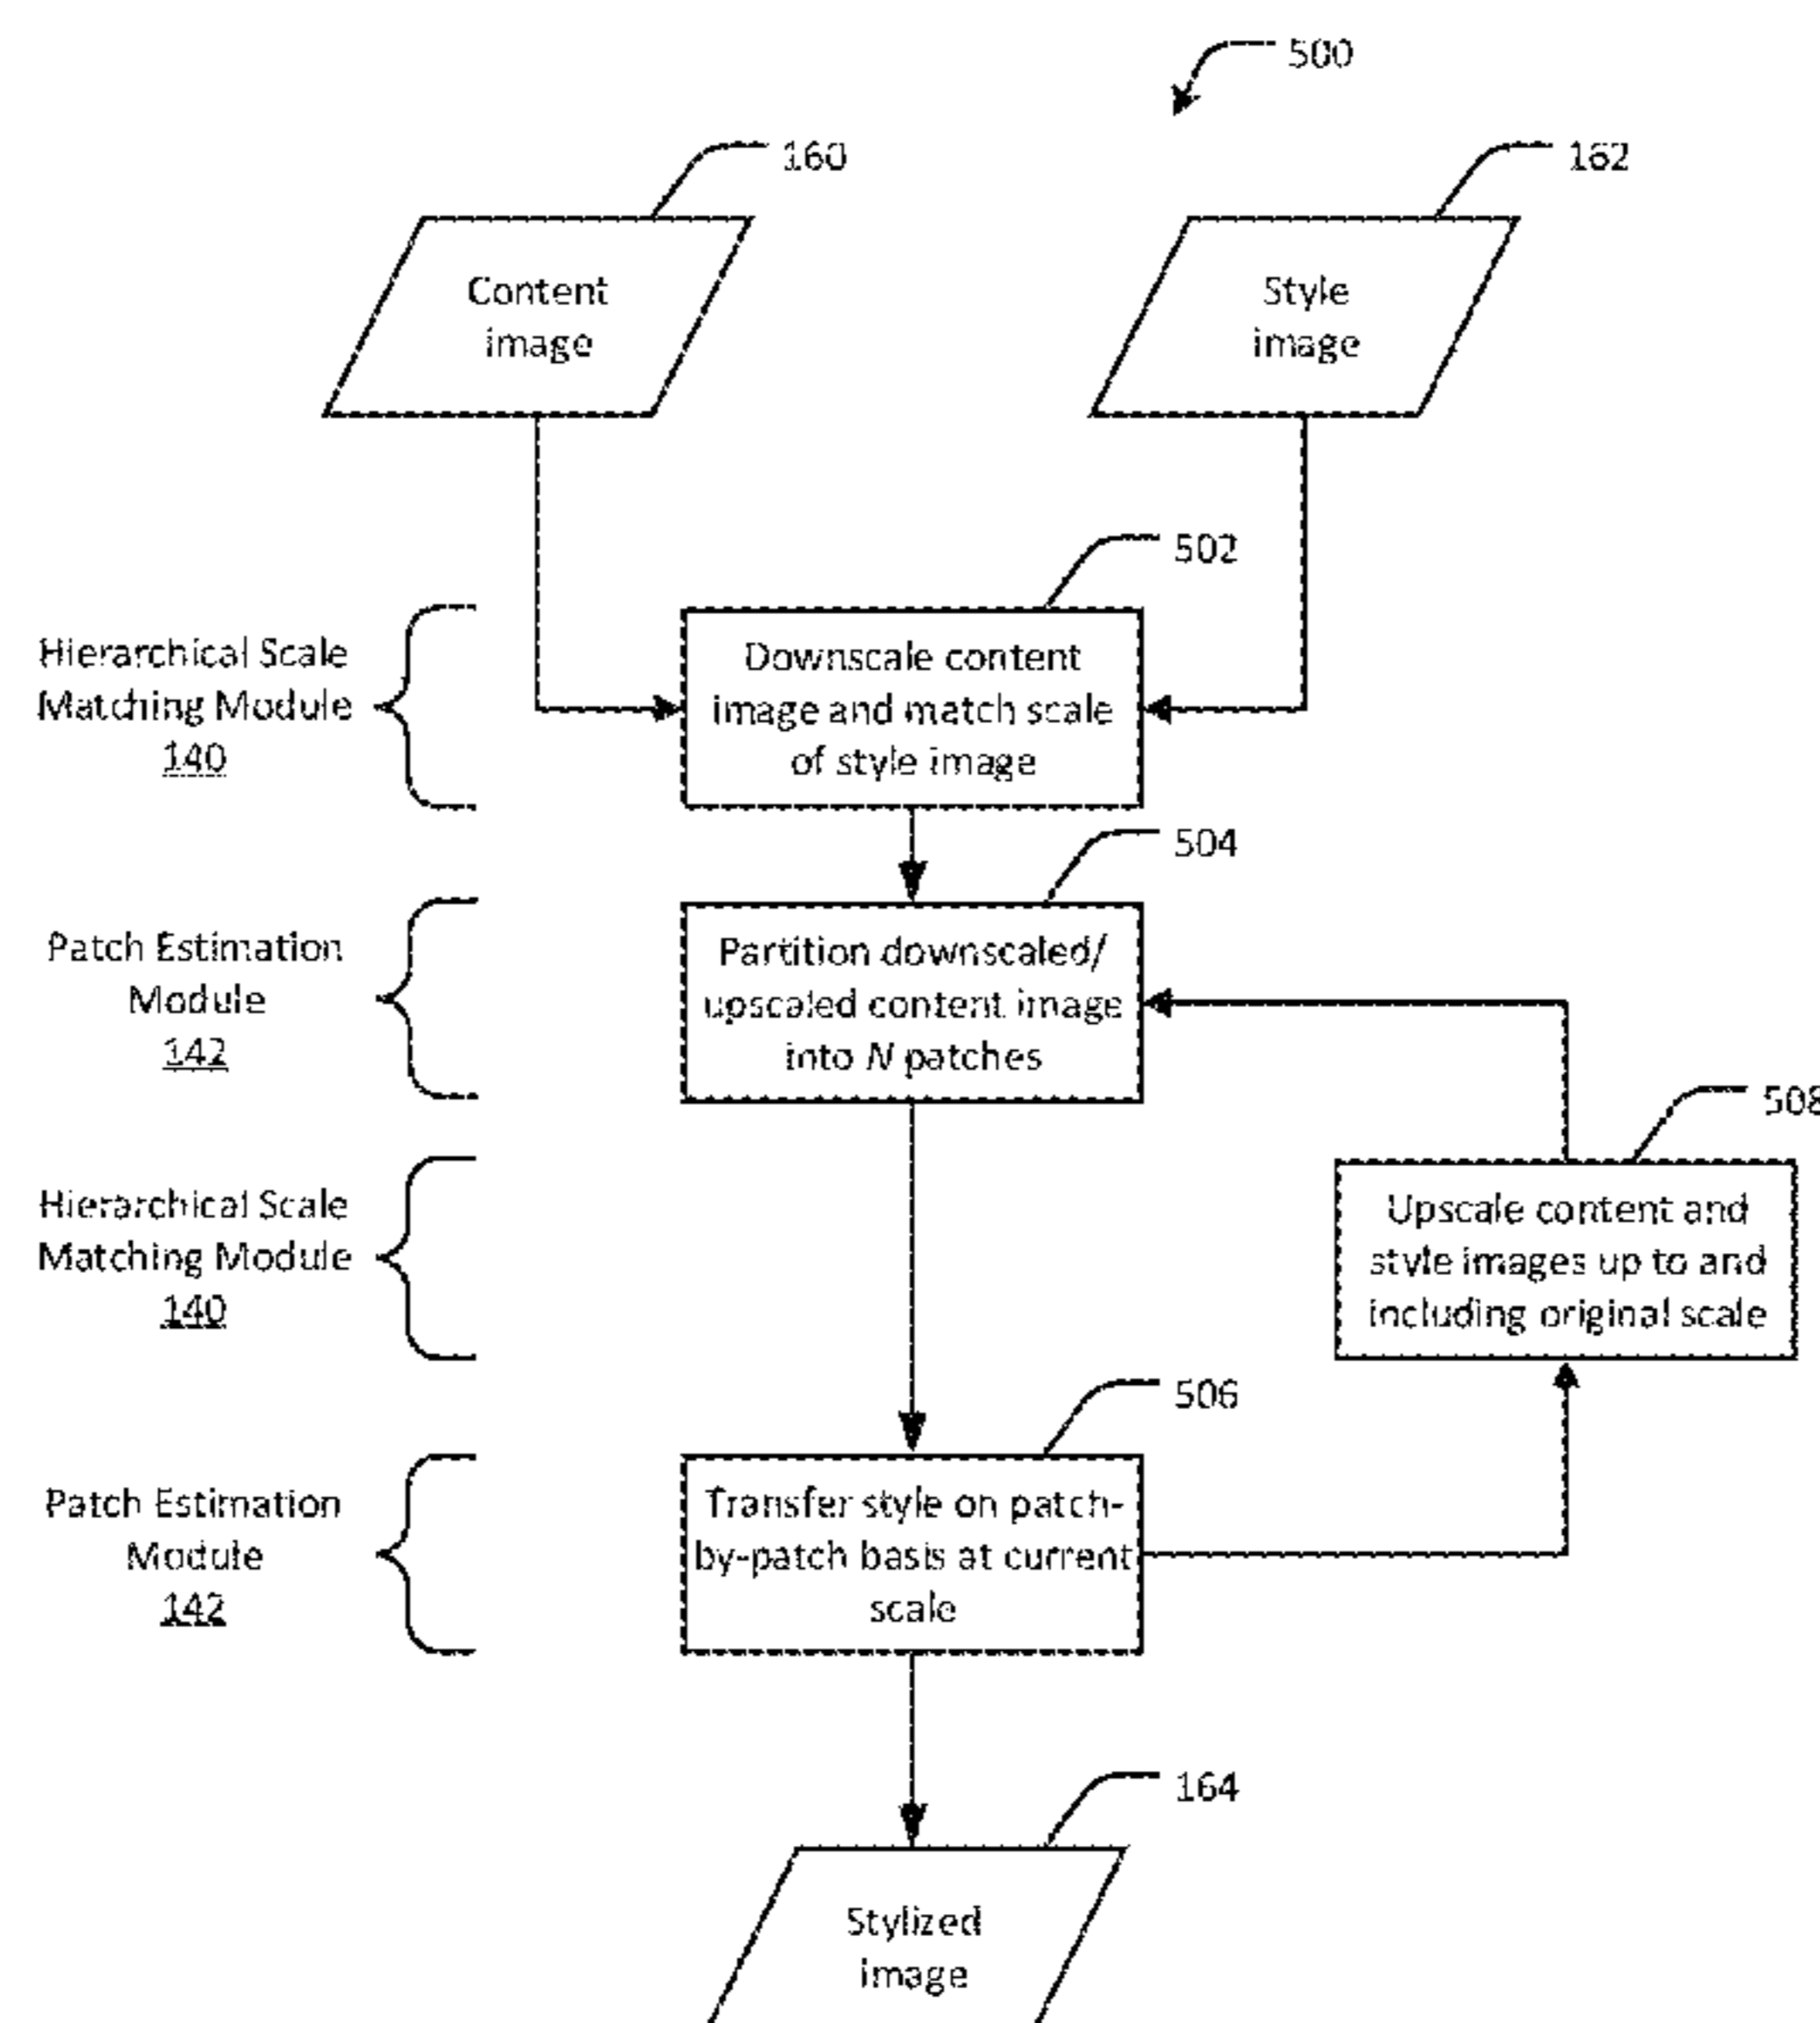 500
160
162
Content
image
Style
image
502
Hierarchical Scale
Matching Module
140
Downscale content
image and match scale
of style image
504
Patch Estimation
Module
142
Partition downscaled/
upscaled content image
into N patches
508
Hierarchical Scale
Matching Module
140
Upscale content and
style images up to and
including original scale
506
Patch Estimation
Module
142
Transfer style on patch-
by-patch basis at current
scale
164
Stylized
image